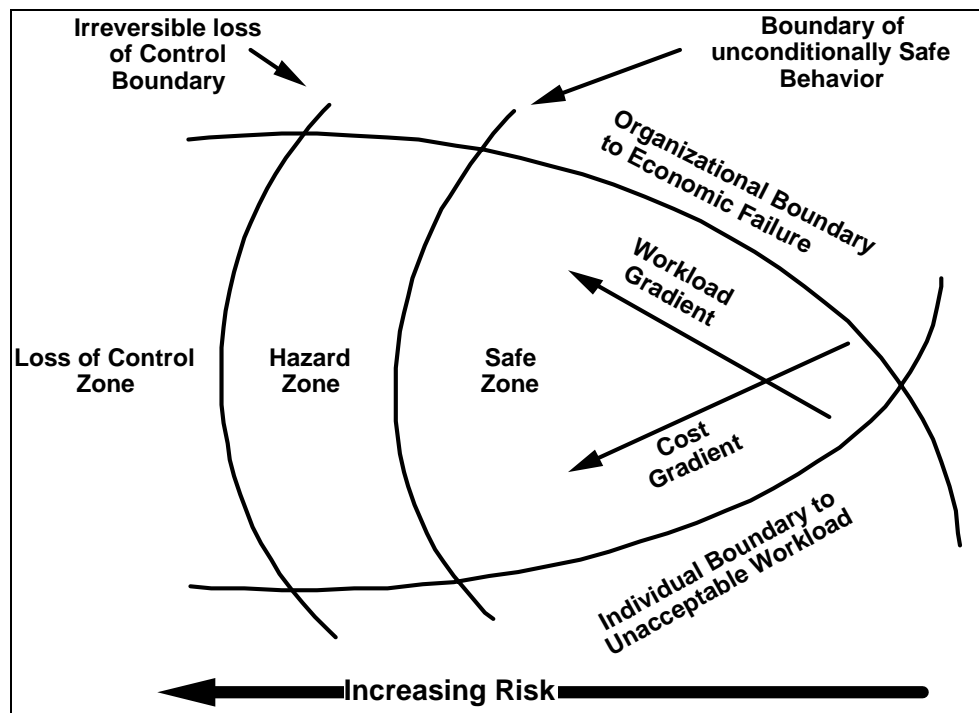 Irreversible loss
of Control
Boundary
Boundary of
unconditionally Safe
Behavior
Organizational Boundary
to Economic Failure
Workload
Gradient
Loss of Control
Zone
Hazard
Zone
Safe
Zone
Cost
Gradient
Individual Boundary to
Unacceptable Workload
Increasing Risk